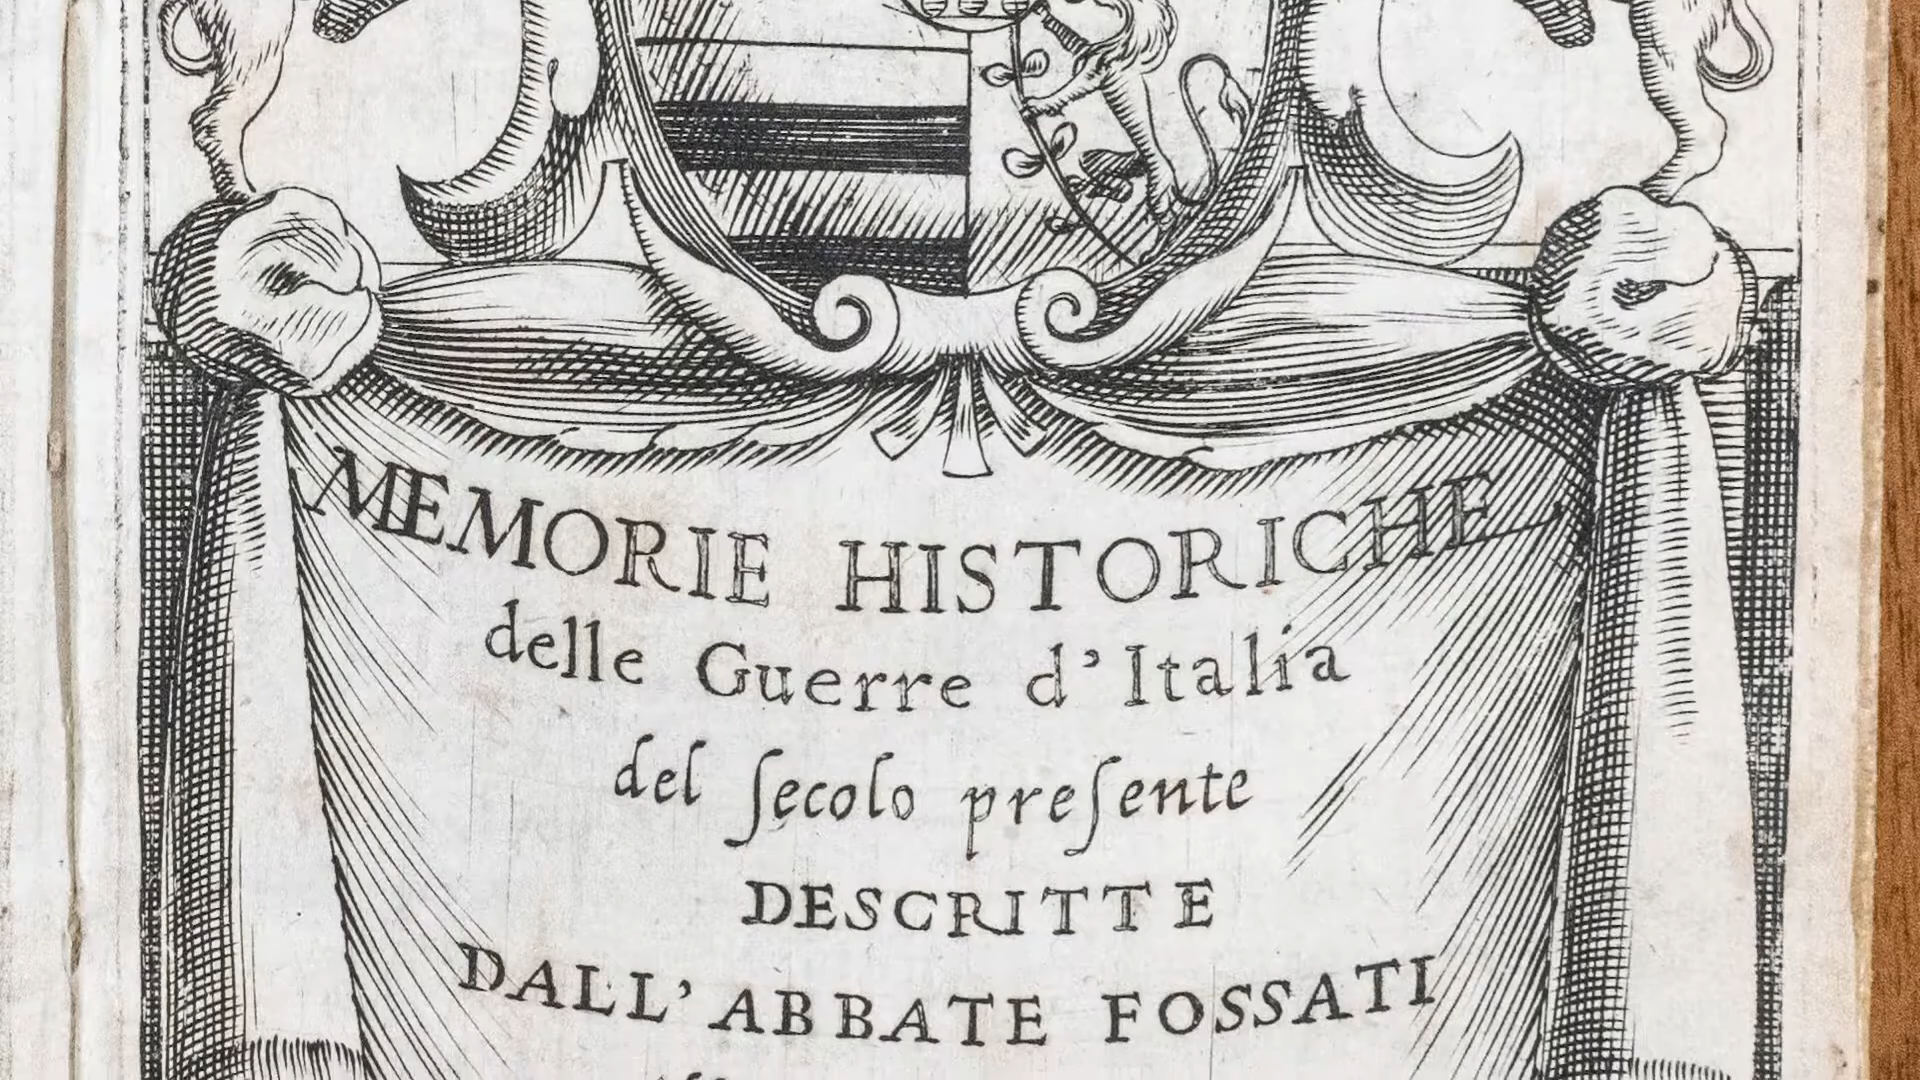 MEMORIE HISTORICHE
delle Guerre d'Italia
del ſecolo preſente
DESCRITTE
DALL'ABBATE FOSSATI